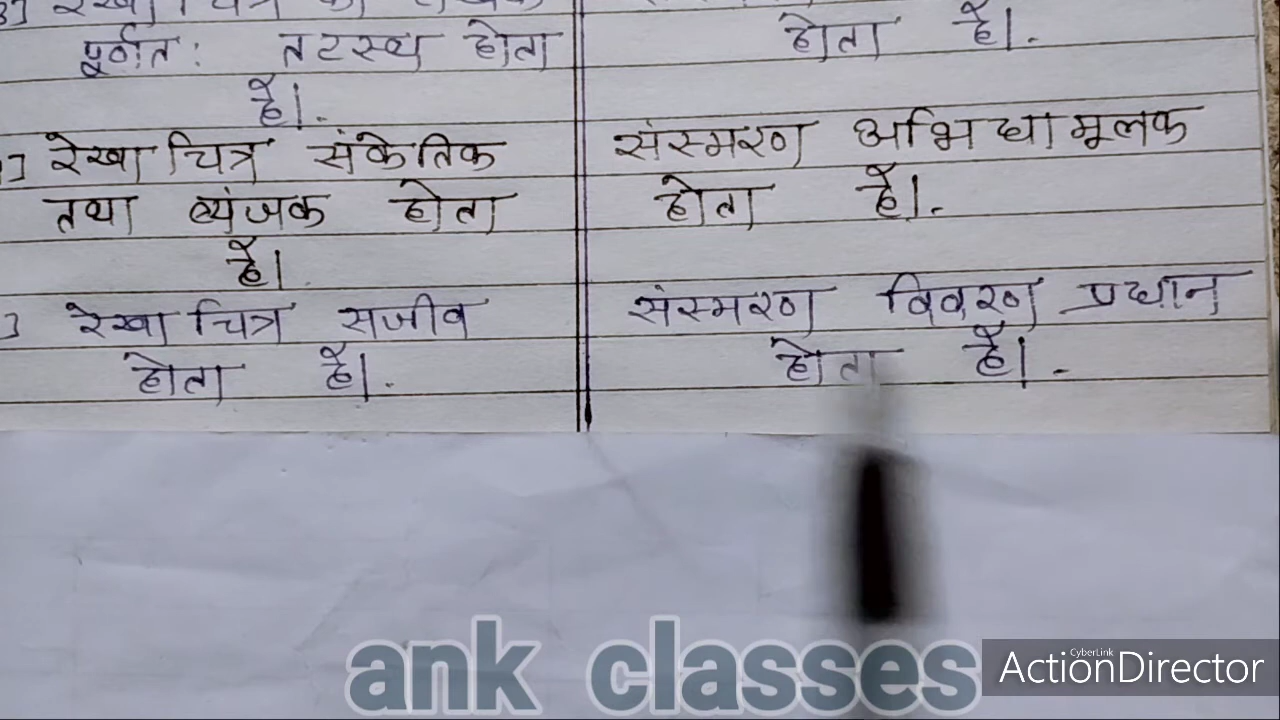 पूर्णत: तटस्थ होता
है।.
रेखाचित्र संकेतिक
तथा व्यंजक होता
है।
रेखाचित्र सजीव
होता है।.
होता है।.
संस्मरण अभिधामूलक
होता है।.
संस्मरण विवरण प्रधान
होता है।.
ank classes
CyberLink
ActionDirector